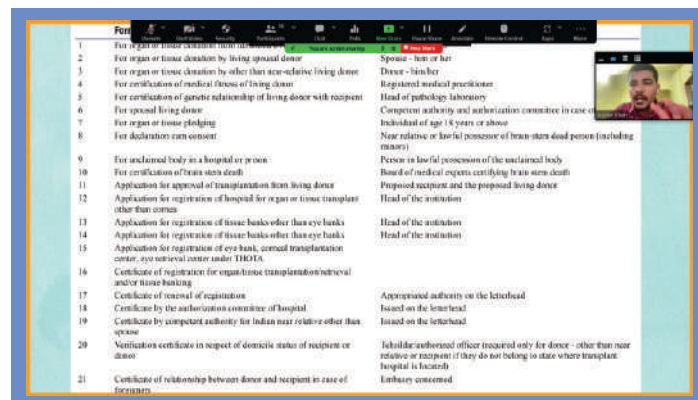 Form
You are screen sharing Stop Share
1 For organ or tissue donation from
2 For organ or tissue donation by living spousal donor Spouse - him or her
3 For organ or tissue donation by other than near-relative living donor Donor - him/her
4 For certification of medical fitness of living donor Registered medical practitioner
5 For certification of genetic relationship of living donor with recipient Head of pathology laboratory
6 For spousal living donor Competent authority and authorization committee in case of
7 For organ or tissue pledging Individual of age 18 years or above
8 For declaration cum consent Near relative or lawful possessor of brain-stem dead person (including
minors)
9 For unclaimed body in a hospital or prison Person in lawful possession of the unclaimed body
10 For certification of brain stem death Board of medical experts certifying brain stem death
11 Application for approval of transplantation from living donor Proposed recipient and the proposed living donor
12 Application for registration of hospital for organ or tissue transplant Head of the institution
other than cornea
13 Application for registration of tissue banks other than eye banks Head of the institution
14 Application for registration of tissue banks other than eye banks Head of the institution
15 Application for registration of eye bank, corneal transplantation
center, eye retrieval center under THOTA
16 Certificate of registration for organ/tissue transplantation/retrieval
and/or tissue banking
17 Certificate of renewal of registration Appropriated authority on the letterhead
18 Certificate by the authorization committee of hospital Issued on the letterhead
19 Certificate by competent authority for Indian near relative other than Issued on the letterhead
spouse
20 Verification certificate in respect of domicile status of recipient or Tehsildar/authorized officer (required only for donor - other than near
donor relative or recipient if they do not belong to state where transplant
hospital is located)
21 Certificate of relationship between donor and recipient in case of Embassy concerned
foreigners